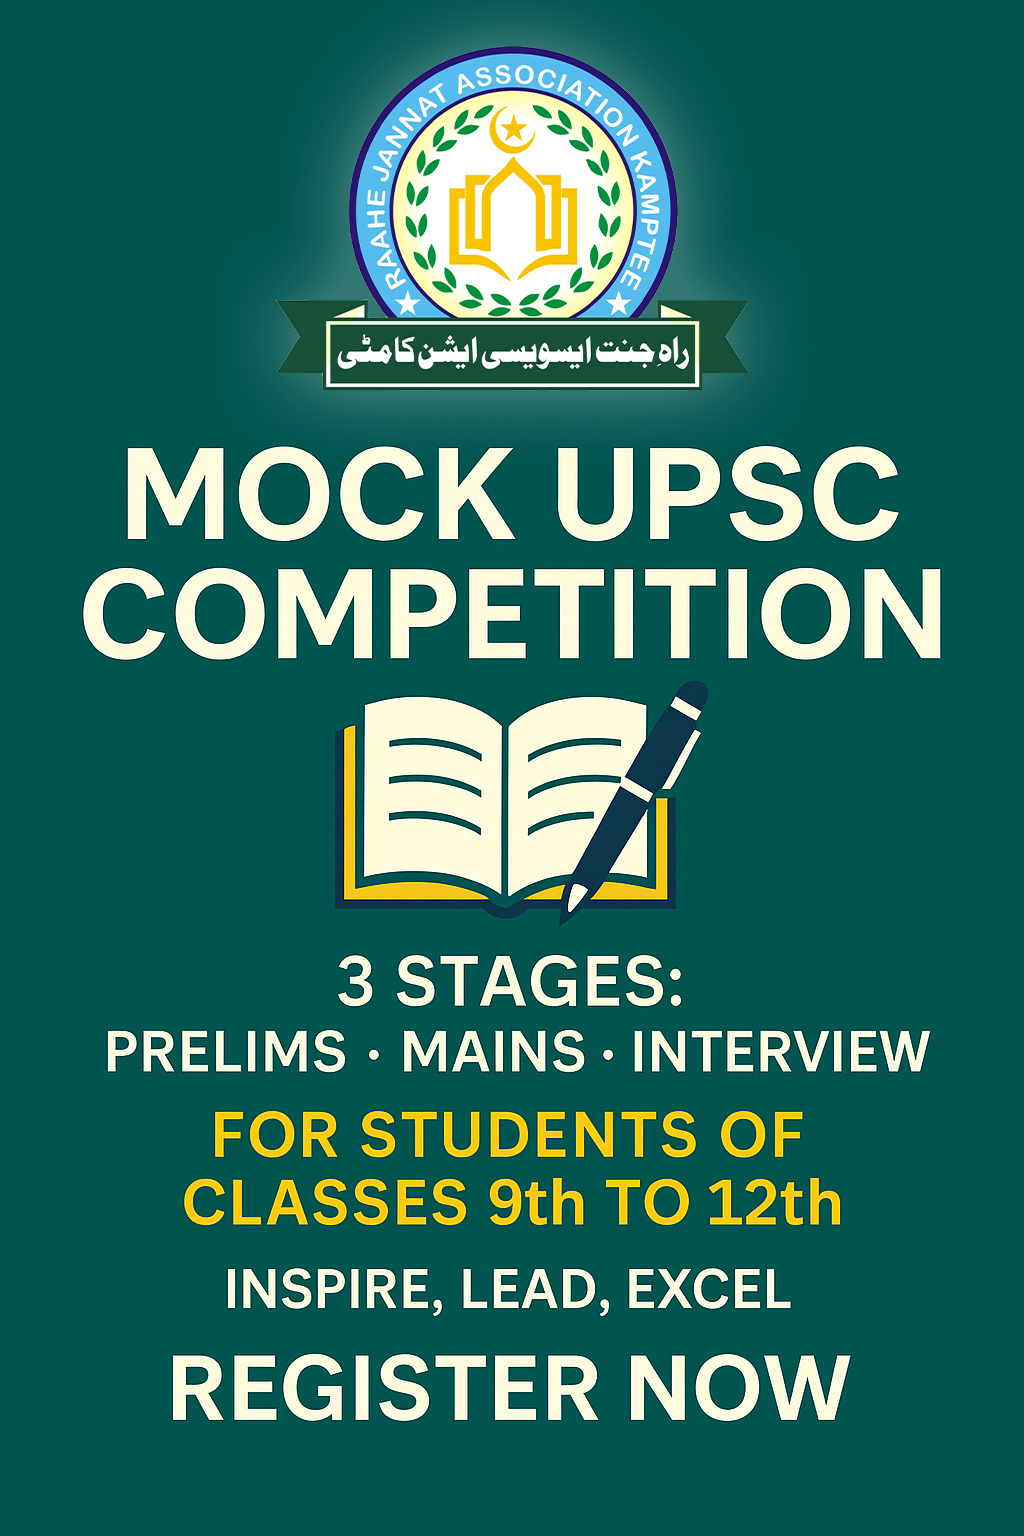 RAAHE JANNAT ASSOCIATION KAMPTEE
راہِ جنت ایسویسی ایشن کامٹی
MOCK UPSC
COMPETITION
3 STAGES:
PRELIMS · MAINS · INTERVIEW
FOR STUDENTS OF
CLASSES 9th TO 12th
INSPIRE, LEAD, EXCEL
REGISTER NOW